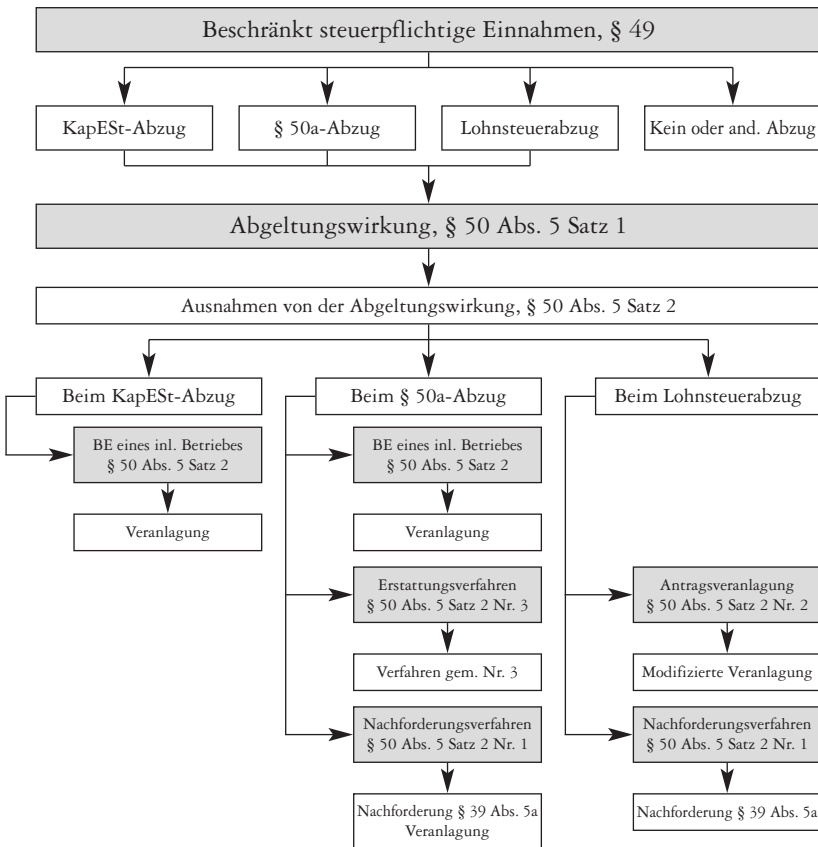 Beschränkt steuerpflichtige Einnahmen, § 49
KapESt-Abzug
§ 50a-Abzug
Lohnsteuerabzug
Kein oder and. Abzug
Abgeltungswirkung, § 50 Abs. 5 Satz 1
Ausnahmen von der Abgeltungswirkung, § 50 Abs. 5 Satz 2
Beim KapESt-Abzug
Beim § 50a-Abzug
Beim Lohnsteuerabzug
BE eines inl. Betriebes
§ 50 Abs. 5 Satz 2
BE eines inl. Betriebes
§ 50 Abs. 5 Satz 2
Veranlagung
Veranlagung
Erstattungsverfahren
§ 50 Abs. 5 Satz 2 Nr. 3
Antragsveranlagung
§ 50 Abs. 5 Satz 2 Nr. 2
Verfahren gem. Nr. 3
Modifizierte Veranlagung
Nachforderungsverfahren
§ 50 Abs. 5 Satz 2 Nr. 1
Nachforderungsverfahren
§ 50 Abs. 5 Satz 2 Nr. 1
Nachforderung § 39 Abs. 5a
Veranlagung
Nachforderung § 39 Abs. 5a